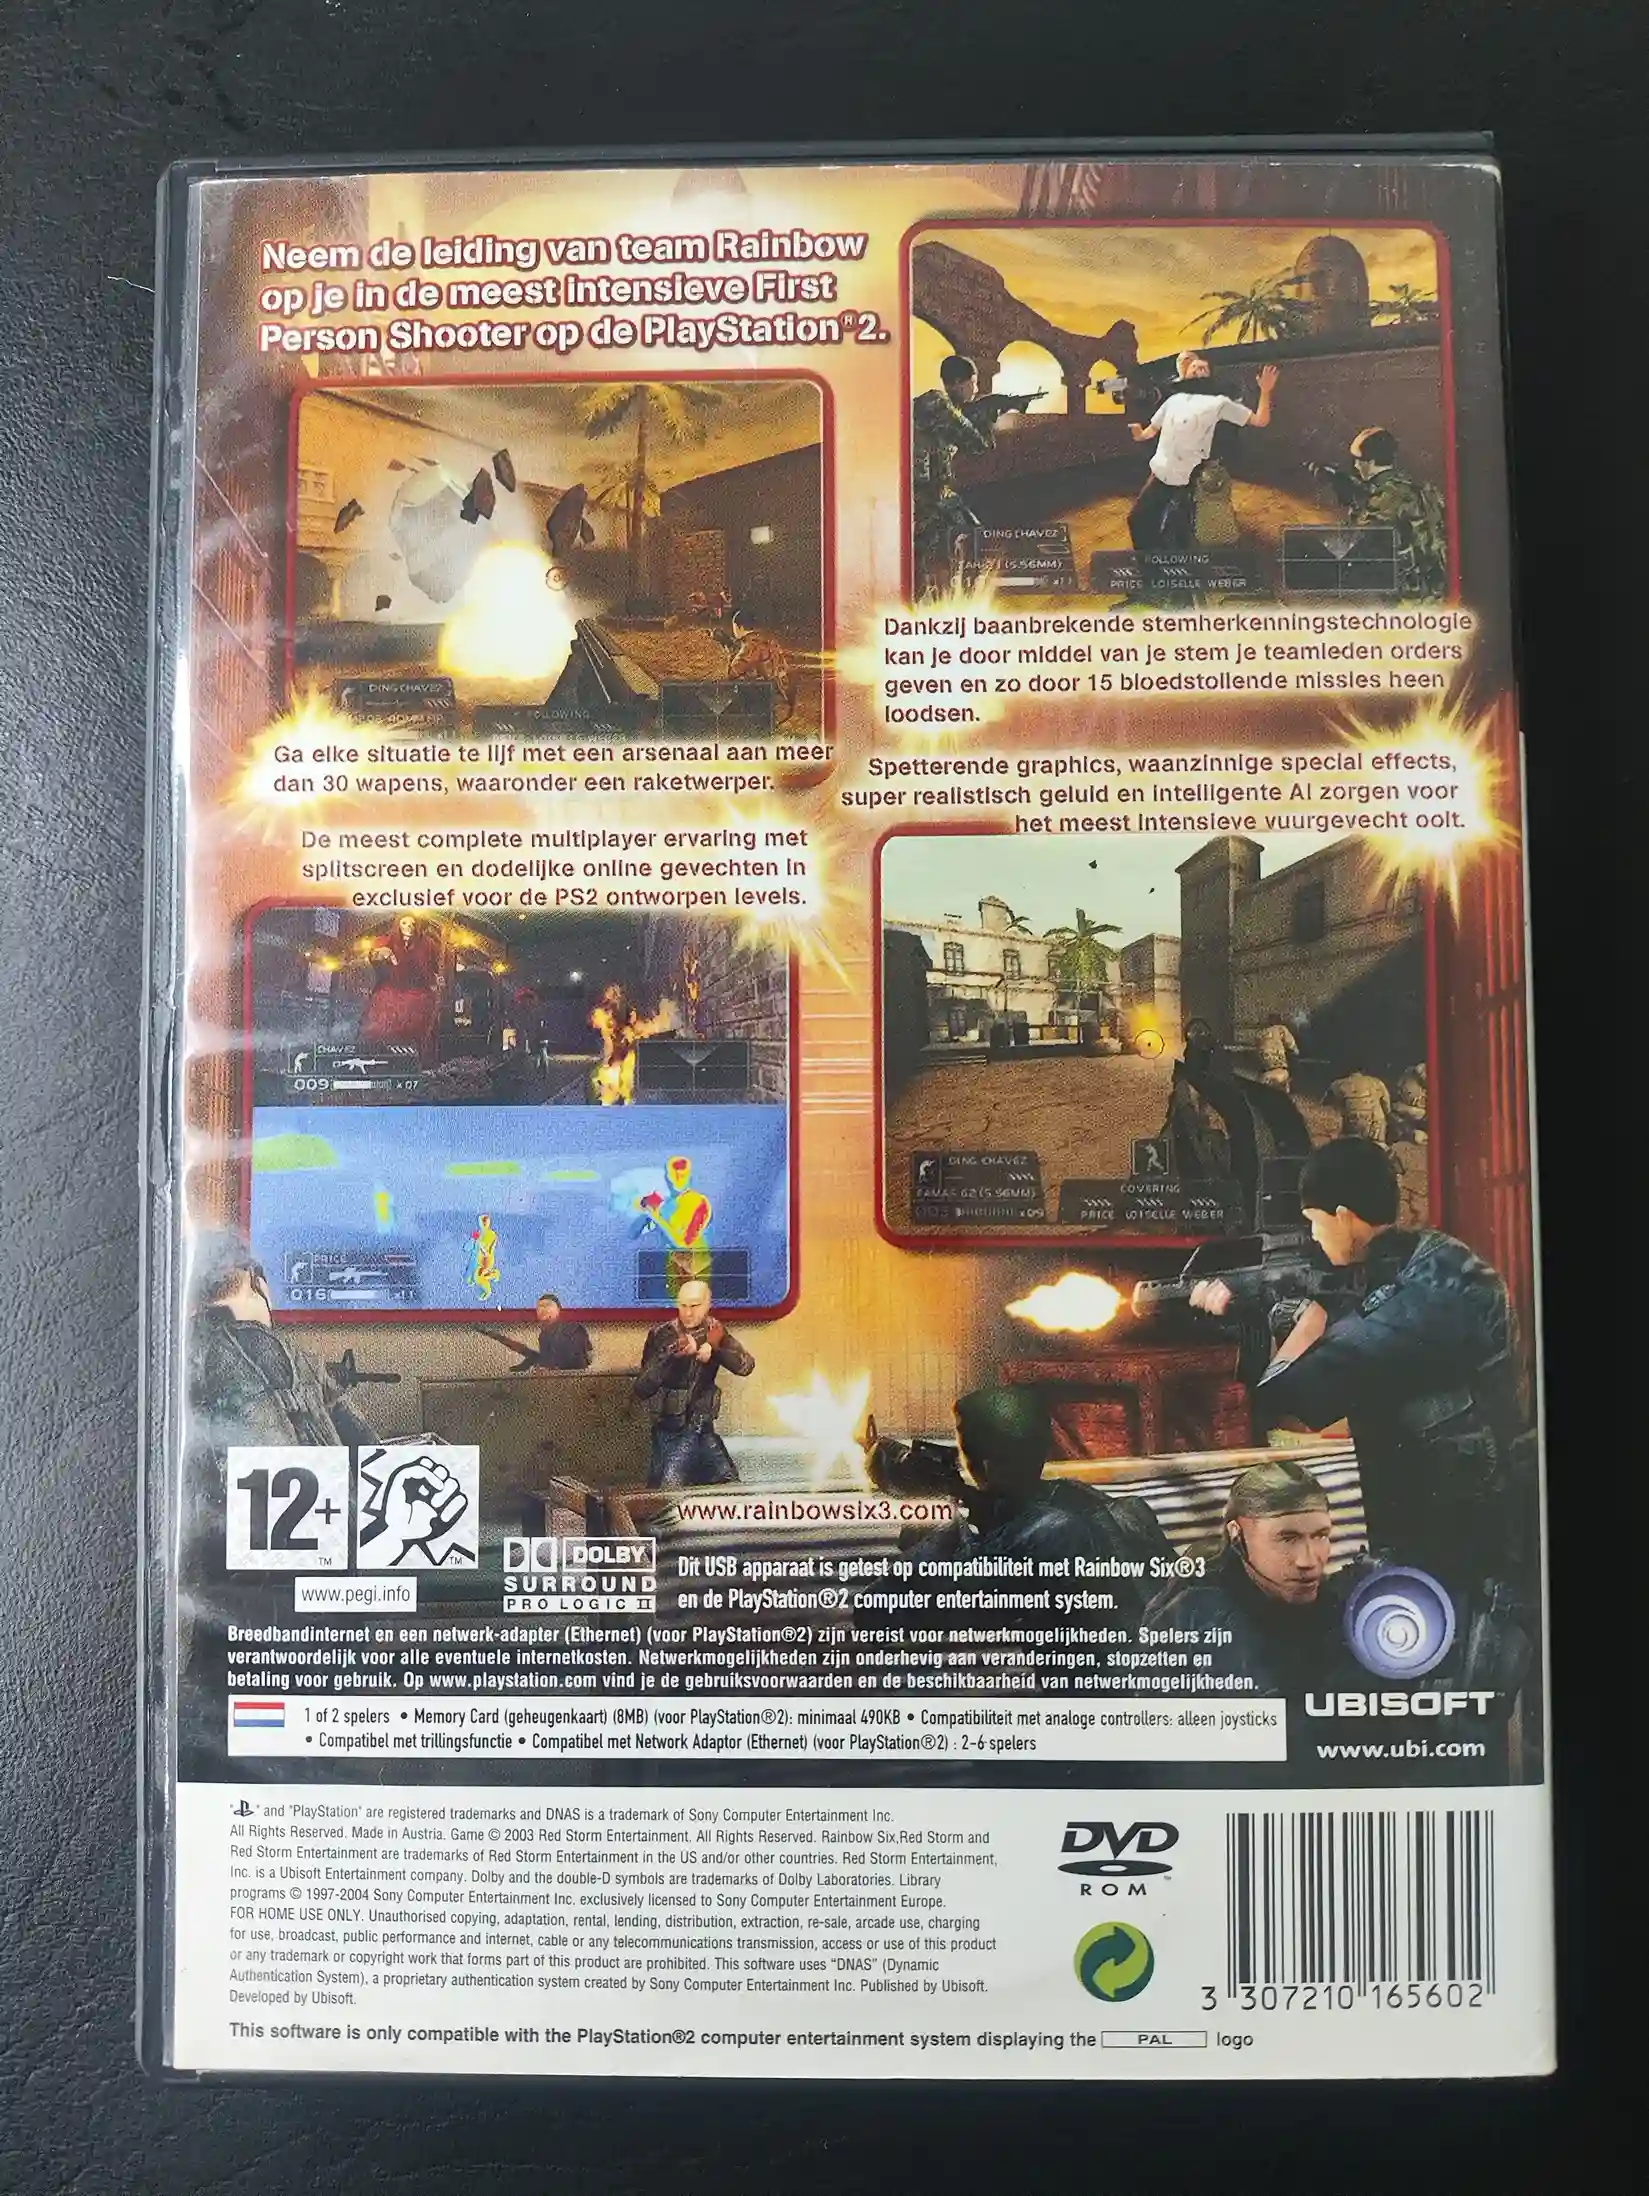 Neem de leiding van team Rainbow
op je in de meest intensieve First
Person Shooter op de PlayStation®2.
DING CHAVEZ
FOLLOWING
PRICE LOISELLE WEBER
DING CHAVEZ
FOLLOWING
Dankzij baanbrekende stemherkenningstechnologie
kan je door middel van je stem je teamleden orders
geven en zo door 15 bloedstollende missies heen
loodsen.
Ga elke situatie te lijf met een arsenaal aan meer
dan 30 wapens, waaronder een raketwerper.
Spetterende graphics, waanzinnige special effects,
super realistisch geluid en intelligente AI zorgen voor
het meest intensieve vuurgevecht ooit.
De meest complete multiplayer ervaring met
splitscreen en dodelijke online gevechten in
exclusief voor de PS2 ontworpen levels.
CHAVEZ
009 x 07
DING CHAVEZ
FAMAS G2 (5.56MM)
x09
COVERING
PRICE LOISELLE WEBER
PRICE
016
12+
TM
TM
www.pegi.info
www.rainbowsix3.com
DOLBY
SURROUND
PRO LOGIC II
Dit USB apparaat is getest op compatibiliteit met Rainbow Six®3
en de PlayStation®2 computer entertainment system.
Breedbandinternet en een netwerk-adapter (Ethernet) (voor PlayStation®2) zijn vereist voor netwerkmogelijkheden. Spelers zijn
verantwoordelijk voor alle eventuele internetkosten. Netwerkmogelijkheden zijn onderhevig aan veranderingen, stopzetten en
betaling voor gebruik. Op www.playstation.com vind je de gebruiksvoorwaarden en de beschikbaarheid van netwerkmogelijkheden.
UBISOFT™
www.ubi.com
1 of 2 spelers • Memory Card (geheugenkaart) (8MB) (voor PlayStation®2): minimaal 490KB • Compatibiliteit met analoge controllers: alleen joysticks
• Compatibel met trillingsfunctie • Compatibel met Network Adaptor (Ethernet) (voor PlayStation®2) : 2-6 spelers
" " and "PlayStation" are registered trademarks and DNAS is a trademark of Sony Computer Entertainment Inc.
All Rights Reserved. Made in Austria. Game © 2003 Red Storm Entertainment. All Rights Reserved. Rainbow Six,Red Storm and
Red Storm Entertainment are trademarks of Red Storm Entertainment in the US and/or other countries. Red Storm Entertainment,
Inc. is a Ubisoft Entertainment company. Dolby and the double-D symbols are trademarks of Dolby Laboratories. Library
programs © 1997-2004 Sony Computer Entertainment Inc. exclusively licensed to Sony Computer Entertainment Europe.
FOR HOME USE ONLY. Unauthorised copying, adaptation, rental, lending, distribution, extraction, re-sale, arcade use, charging
for use, broadcast, public performance and internet, cable or any telecommunications transmission, access or use of this product
or any trademark or copyright work that forms part of this product are prohibited. This software uses "DNAS" (Dynamic
Authentication System), a proprietary authentication system created by Sony Computer Entertainment Inc. Published by Ubisoft.
Developed by Ubisoft.
DVD
ROM
3 307210 165602
This software is only compatible with the PlayStation®2 computer entertainment system displaying the PAL logo